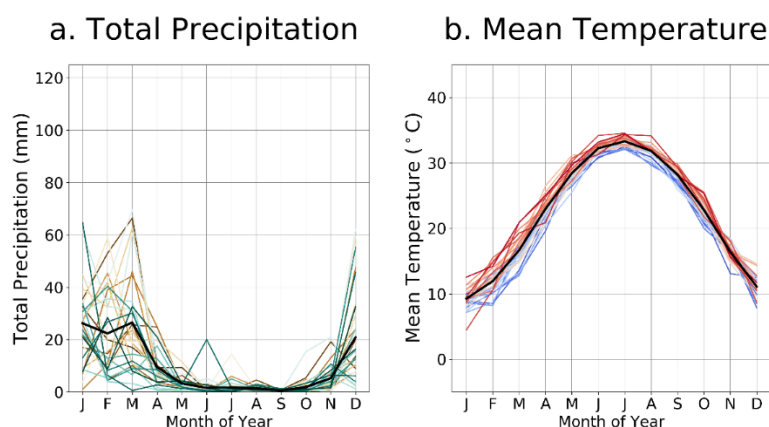 a. Total Precipitation
b. Mean Temperature
Total Precipitation (mm)
120
100
80
60
40
20
0
J F M A M J J A S O N D
Month of Year
Mean Temperature (°C)
40
30
20
10
0
J F M A M J J A S O N D
Month of Year